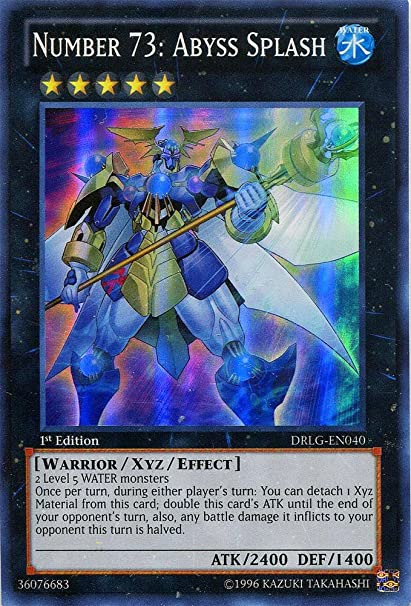 NUMBER 73: ABYSS SPLASH
WATER
水
1st Edition
DRLG-EN040
[WARRIOR / XYZ / EFFECT]
2 Level 5 WATER monsters
Once per turn, during either player's turn: You can detach 1 Xyz
Material from this card; double this card's ATK until the end of
your opponent's turn, also, any battle damage it inflicts to your
opponent this turn is halved.
ATK/2400 DEF/1400
36076683
©1996 KAZUKI TAKAHASHI